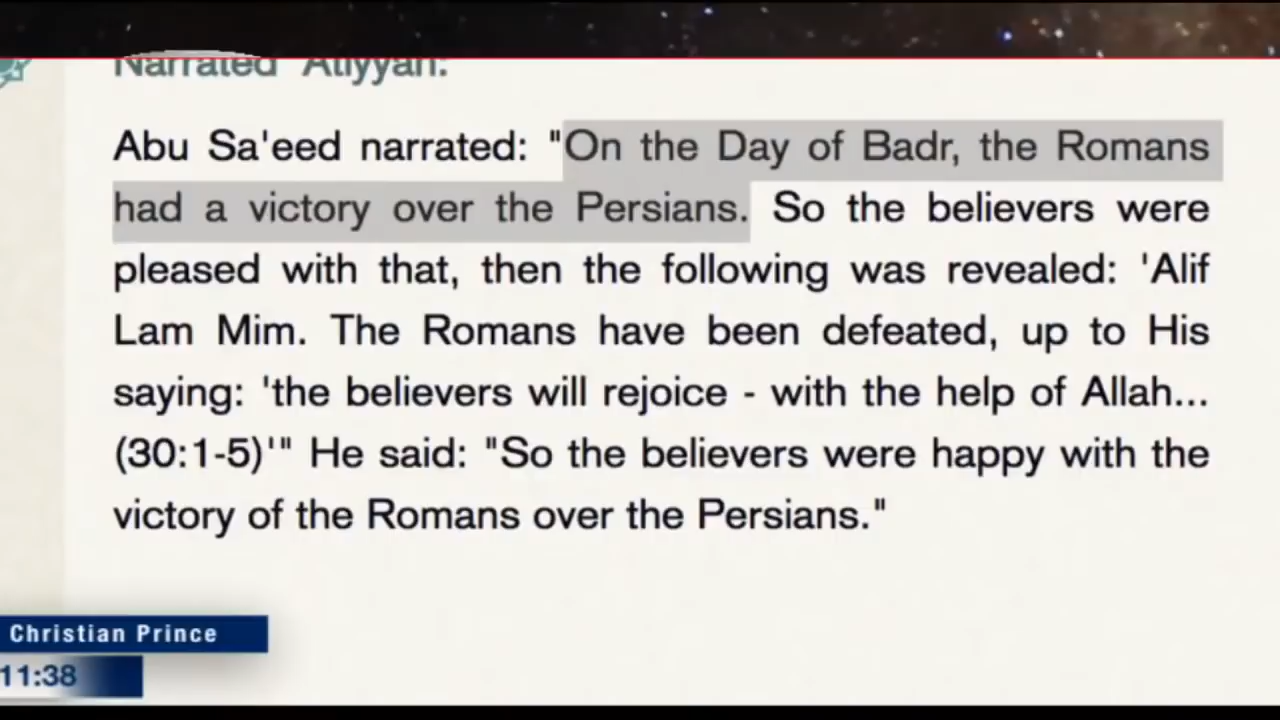 Narrated 'Atiyyah:
Abu Sa'eed narrated: "On the Day of Badr, the Romans
had a victory over the Persians. So the believers were
pleased with that, then the following was revealed: 'Alif
Lam Mim. The Romans have been defeated, up to His
saying: 'the believers will rejoice - with the help of Allah...
(30:1-5)'" He said: "So the believers were happy with the
victory of the Romans over the Persians."
Christian Prince
11:38